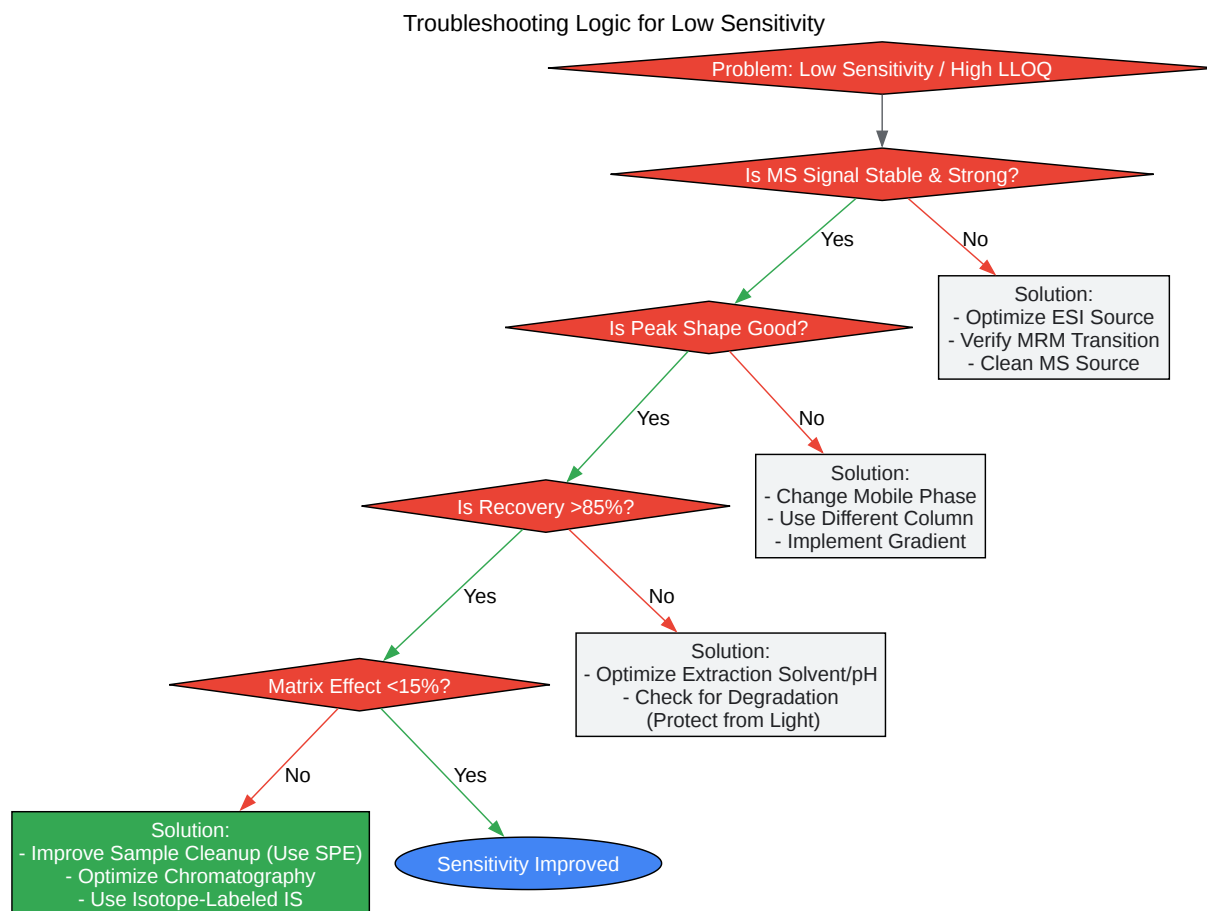 Troubleshooting Logic for Low Sensitivity
Problem: Low Sensitivity / High LLOQ
Is MS Signal Stable & Strong?
Yes
No
Solution:
- Optimize ESI Source
- Verify MRM Transition
- Clean MS Source
Is Peak Shape Good?
Yes
No
Solution:
- Change Mobile Phase
- Use Different Column
- Implement Gradient
Is Recovery >85%?
Yes
No
Solution:
- Optimize Extraction Solvent/pH
- Check for Degradation
(Protect from Light)
Matrix Effect <15%?
No
Yes
Solution:
- Improve Sample Cleanup (Use SPE)
- Optimize Chromatography
- Use Isotope-Labeled IS
Sensitivity Improved